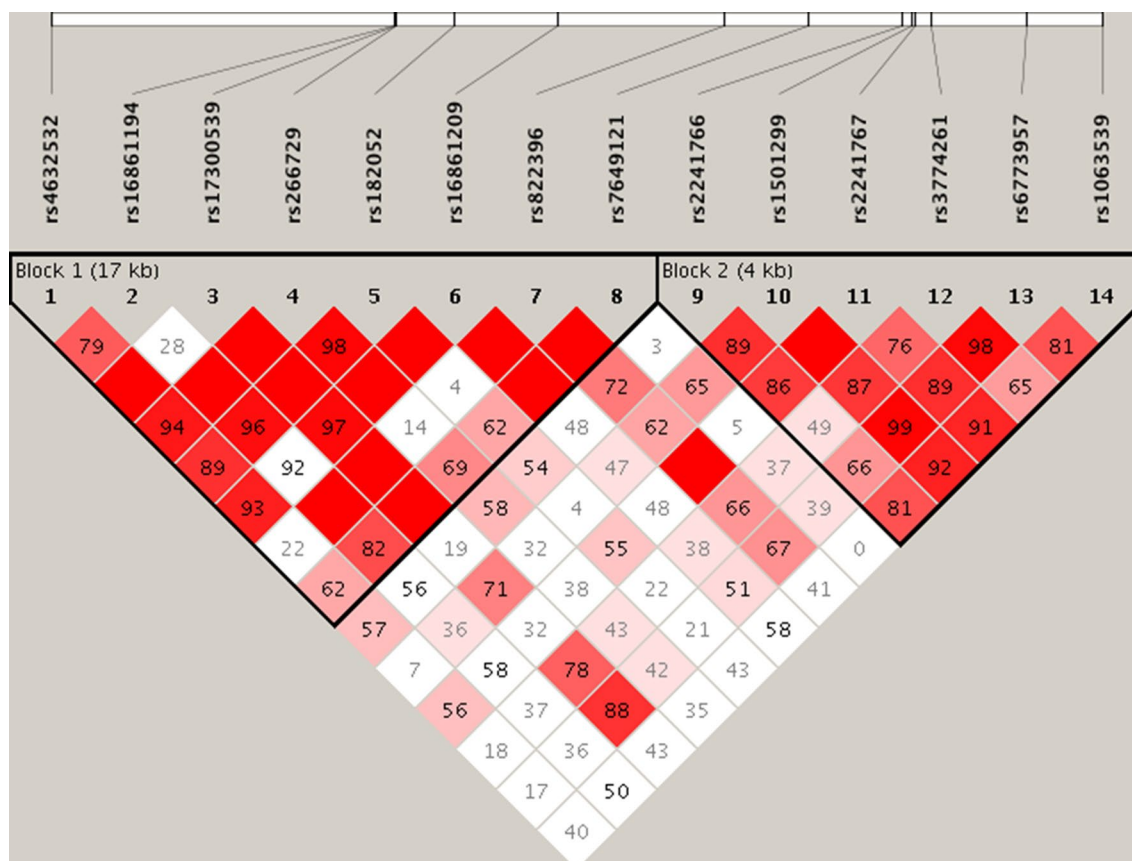 rs4632532
rs16861194
rs17300539
rs266729
rs182052
rs16861209
rs822396
rs7649121
rs2241766
rs1501299
rs2241767
rs3774261
rs6773957
rs1063539
Block 1 (17 kb)
Block 2 (4 kb)
1 2 3 4 5 6 7 8 9 10 11 12 13 14
79 28 98 3 89 76 98 81
4 72 65 86 87 89 65
94 96 97 14 62 48 62 5 49 99 91
89 92 69 54 47 37 66 92
93 58 4 48 66 39 81
22 82 19 32 55 38 67 0
62 56 71 38 22 51 41
57 36 32 43 21 58
7 58 78 42 43
56 37 88 35
18 36 43
17 50
40